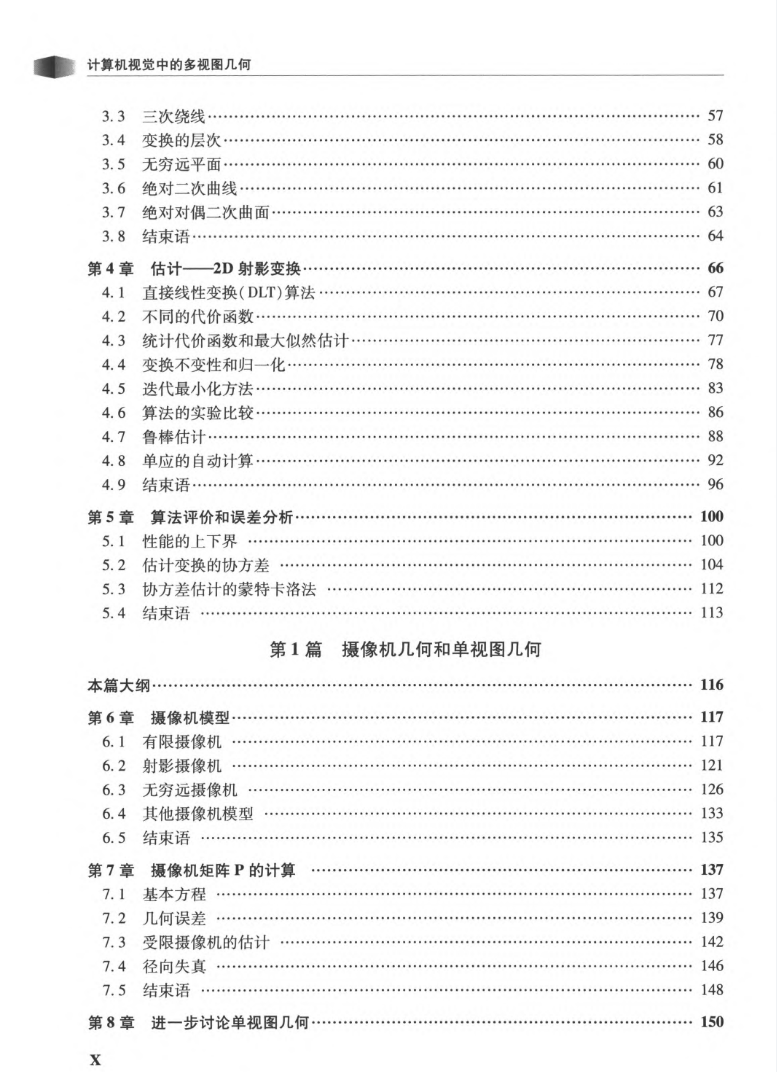 计算机视觉中的多视图几何
3.3 三次绕线…… 57
3.4 变换的层次…… 58
3.5 无穷远平面…… 60
3.6 绝对二次曲线…… 61
3.7 绝对对偶二次曲面…… 63
3.8 结束语…… 64
第4章 估计——2D 射影变换…… 66
4.1 直接线性变换(DLT)算法…… 67
4.2 不同的代价函数…… 70
4.3 统计代价函数和最大似然估计…… 77
4.4 变换不变性和归一化…… 78
4.5 迭代最小化方法…… 83
4.6 算法的实验比较…… 86
4.7 鲁棒估计…… 88
4.8 单应的自动计算…… 92
4.9 结束语…… 96
第5章 算法评价和误差分析…… 100
5.1 性能的上下界…… 100
5.2 估计变换的协方差…… 104
5.3 协方差估计的蒙特卡洛法…… 112
5.4 结束语…… 113
第1篇 摄像机几何和单视图几何
本篇大纲…… 116
第6章 摄像机模型…… 117
6.1 有限摄像机…… 117
6.2 射影摄像机…… 121
6.3 无穷远摄像机…… 126
6.4 其他摄像机模型…… 133
6.5 结束语…… 135
第7章 摄像机矩阵 P 的计算…… 137
7.1 基本方程…… 137
7.2 几何误差…… 139
7.3 受限摄像机的估计…… 142
7.4 径向失真…… 146
7.5 结束语…… 148
第8章 进一步讨论单视图几何…… 150
X